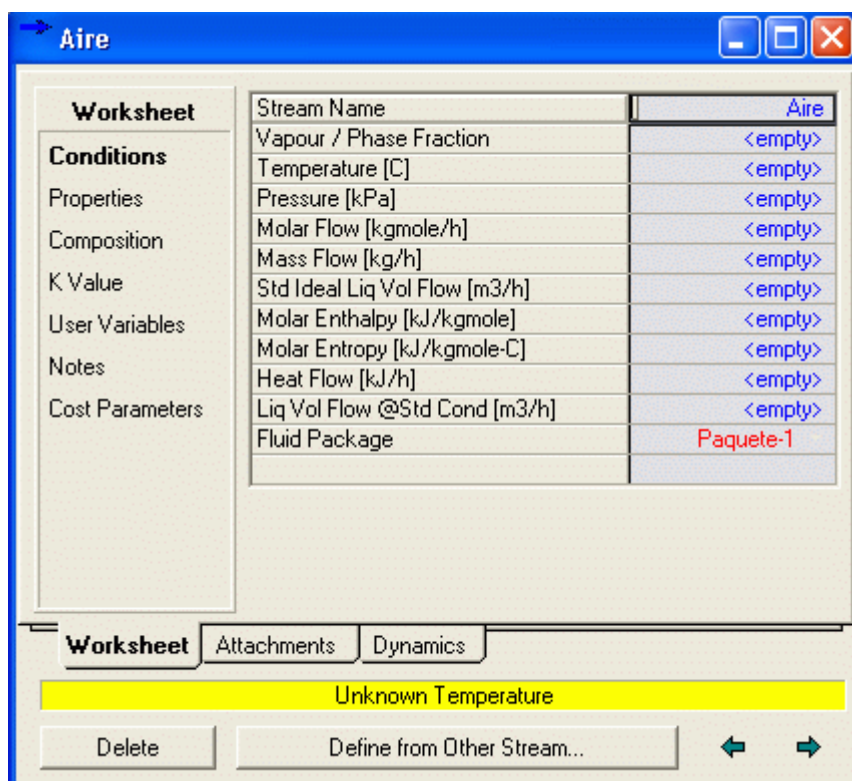 Aire
Worksheet
Conditions
Properties
Composition
K Value
User Variables
Notes
Cost Parameters
Stream Name Aire
Vapour / Phase Fraction <empty>
Temperature [C] <empty>
Pressure [kPa] <empty>
Molar Flow [kgmole/h] <empty>
Mass Flow [kg/h] <empty>
Std Ideal Liq Vol Flow [m3/h] <empty>
Molar Enthalpy [kJ/kgmole] <empty>
Molar Entropy [kJ/kgmole-C] <empty>
Heat Flow [kJ/h] <empty>
Liq Vol Flow @Std Cond [m3/h] <empty>
Fluid Package Paquete-1
Worksheet Attachments Dynamics
Unknown Temperature
Delete Define from Other Stream...